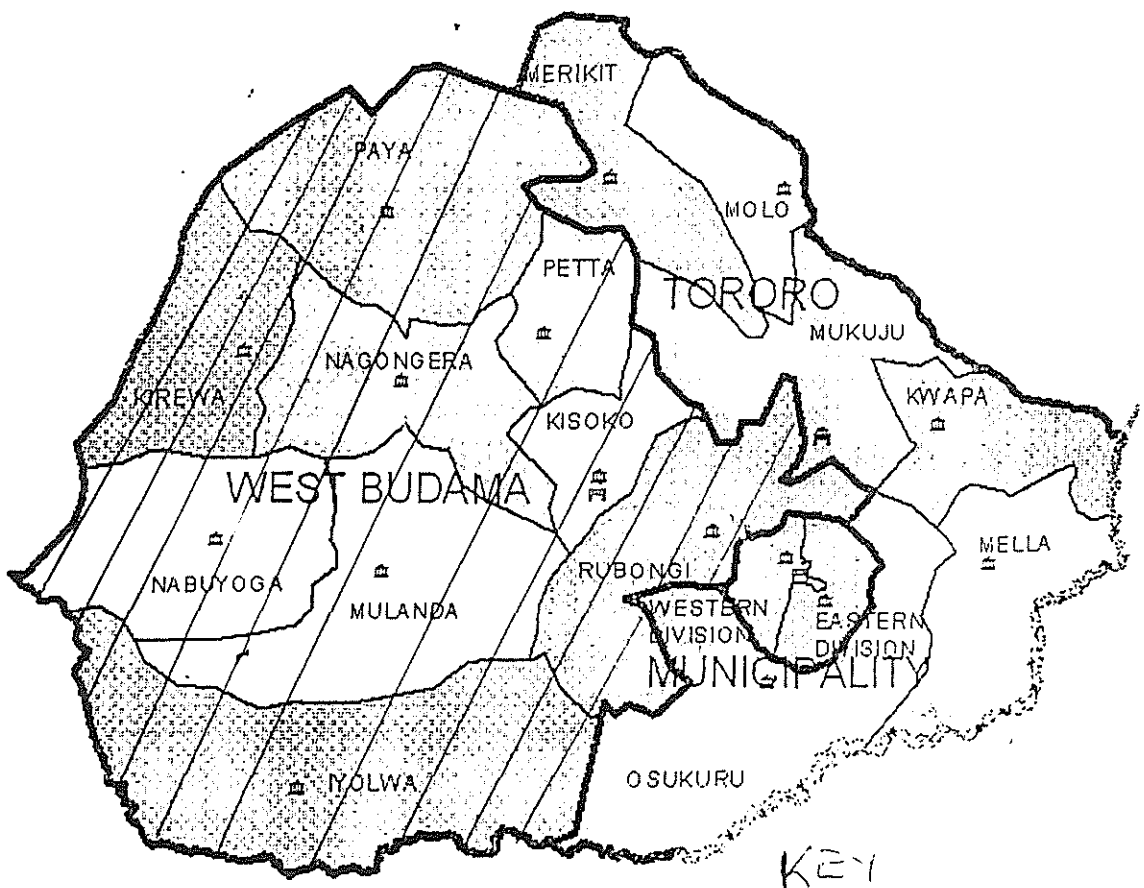 MERIKIT
PAYA
MOLO
PETTA
TORORO
MUKUJU
NAGONGERA
KIREWA
KISOKO
KWAPA
WEST BUDAMA
MELLA
NABUYOGA
MULANDA
RUBONGI
WESTERN
DIVISION
EASTERN
DIVISION
MUNICIPALITY
IYOLWA
OSUKURU
KEY